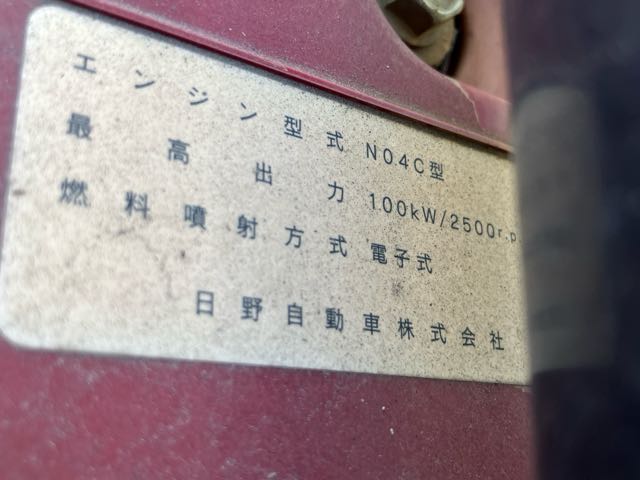 エンジン型式 N04C型
最高出力 100kW/2500r.p.
燃料噴射方式 電子式
日野自動車株式会社